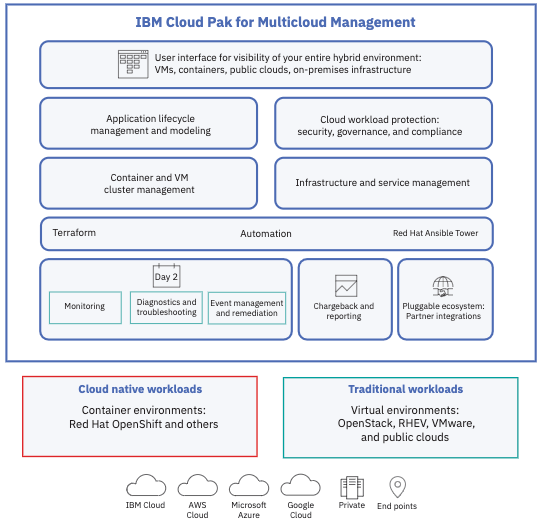 IBM Cloud Pak for Multicloud Management
User interface for visibility of your entire hybrid environment:
VMs, containers, public clouds, on-premises infrastructure
Application lifecycle
management and modeling
Cloud workload protection:
security, governance, and compliance
Container and VM
cluster management
Infrastructure and service management
Terraform
Automation
Red Hat Ansible Tower
Day 2
Monitoring
Diagnostics and
troubleshooting
Event management
and remediation
Chargeback and
reporting
Pluggable ecosystem:
Partner integrations
Cloud native workloads
Container environments:
Red Hat OpenShift and others
Traditional workloads
Virtual environments:
OpenStack, RHEV, VMware,
and public clouds
IBM Cloud
AWS
Cloud
Microsoft
Azure
Google
Cloud
Private
End points